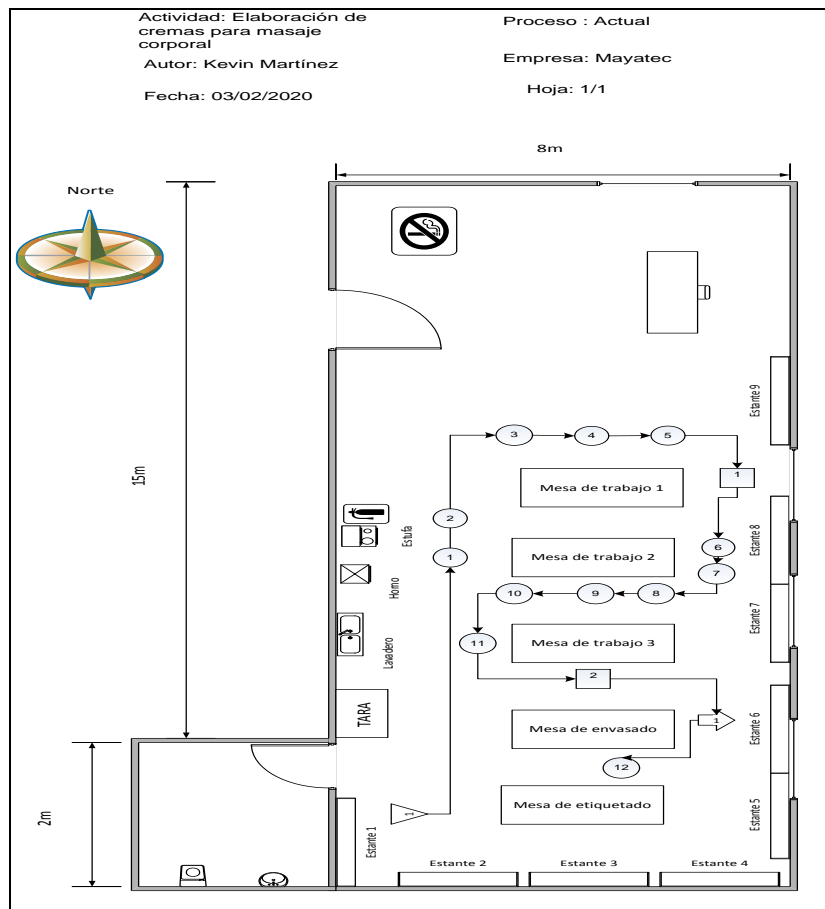 Actividad: Elaboración de
cremas para masaje
corporal
Proceso : Actual
Autor: Kevin Martínez
Empresa: Mayatec
Fecha: 03/02/2020
Hoja: 1/1
8m
Norte
15m
Estante 9
3
4
5
1
Mesa de trabajo 1
2
1
Estufa
Horno
Mesa de trabajo 2
6
7
Estante 8
10
9
8
Lavadero
11
Mesa de trabajo 3
Estante 7
2
TARA
1
Mesa de envasado
Estante 6
12
2m
1
Mesa de etiquetado
Estante 5
Estante 1
Estante 2
Estante 3
Estante 4